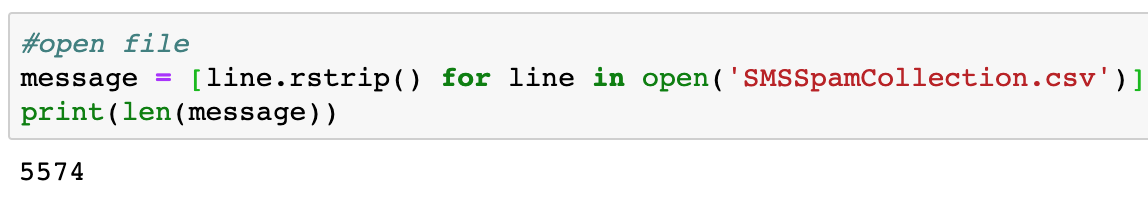 #open file
message = [line.rstrip() for line in open('SMSSpamCollection.csv')]
print(len(message))
5574